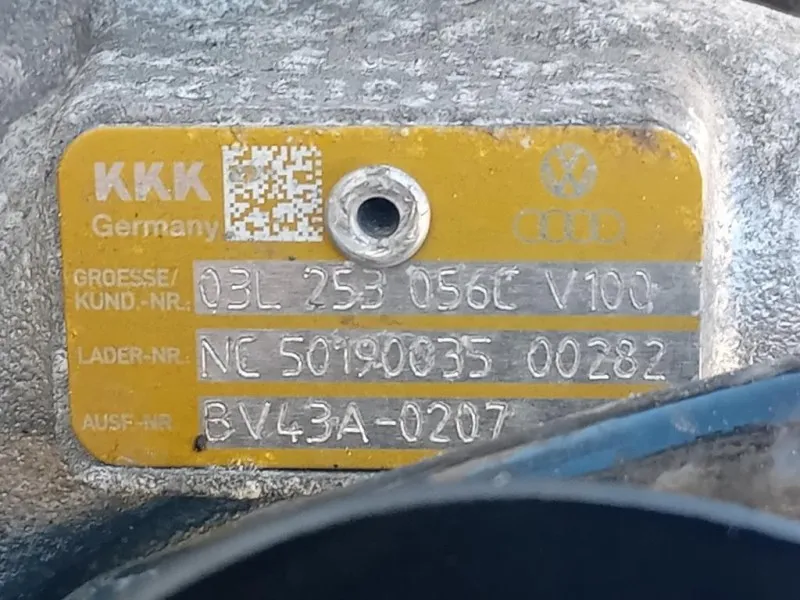 KKK
Germany
GROESSE/
KUND.-NR.: 03L 253 056C V100
LADER-NR.: NC 50190035 00282
AUSF-NR. BV43A-0207